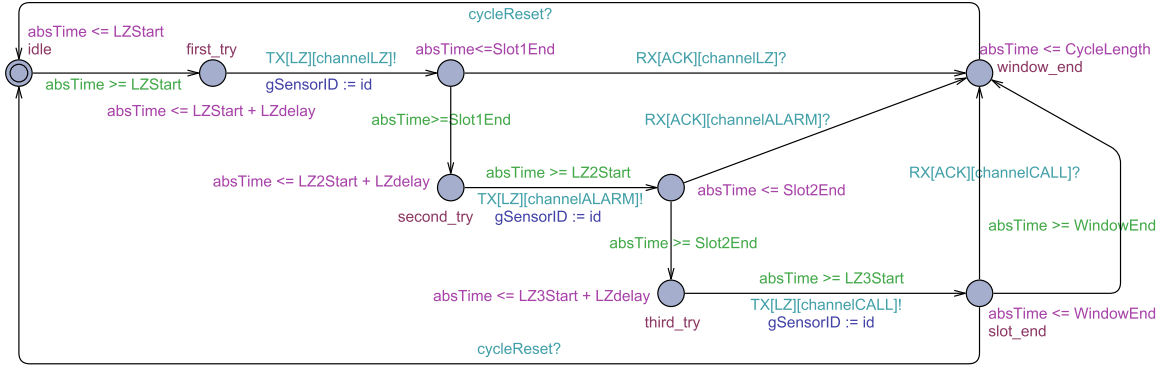 cycleReset?
absTime <= LZStart
idle
first_try
TX[LZ][channelLZ]!
absTime<=Slot1End
RX[ACK][channelLZ]?
absTime <= CycleLength
window_end
absTime >= LZStart
gSensorID := id
absTime <= LZStart + LZdelay
absTime>=Slot1End
RX[ACK][channelALARM]?
absTime <= LZ2Start + LZdelay
absTime >= LZ2Start
RX[ACK][channelCALL]?
second_try
TX[LZ][channelALARM]!
absTime <= Slot2End
gSensorID := id
absTime >= WindowEnd
absTime >= Slot2End
absTime <= LZ3Start + LZdelay
absTime >= LZ3Start
third_try
TX[LZ][channelCALL]!
gSensorID := id
absTime <= WindowEnd
slot_end
cycleReset?